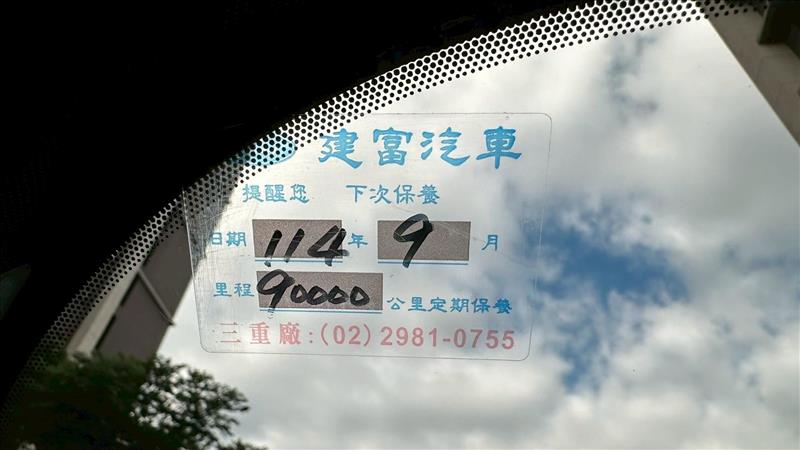 建富汽車
提醒您 下次保養
日期 114 年 9 月
里程 90000 公里定期保養
三重廠:(02)2981-0755